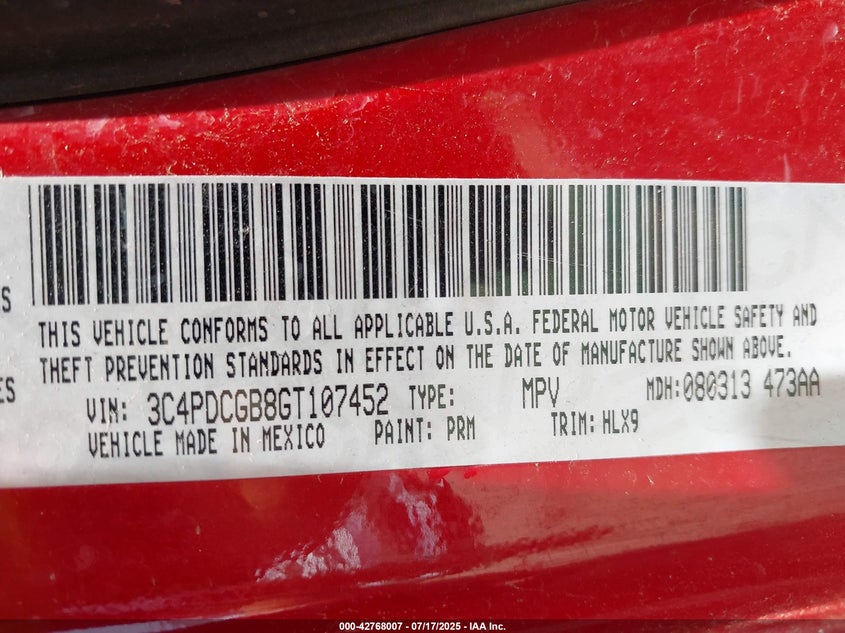 S
THIS VEHICLE CONFORMS TO ALL APPLICABLE U.S.A. FEDERAL MOTOR VEHICLE SAFETY AND
THEFT PREVENTION STANDARDS IN EFFECT ON THE DATE OF MANUFACTURE SHOWN ABOVE.
ES
VIN: 3C4PDCGB8GT107452 TYPE: MPV MDH:080313 473AA
VEHICLE MADE IN MEXICO PAINT: PRM TRIM: HLX9
000-42768007 / 07/17/2025 - IAA Inc.